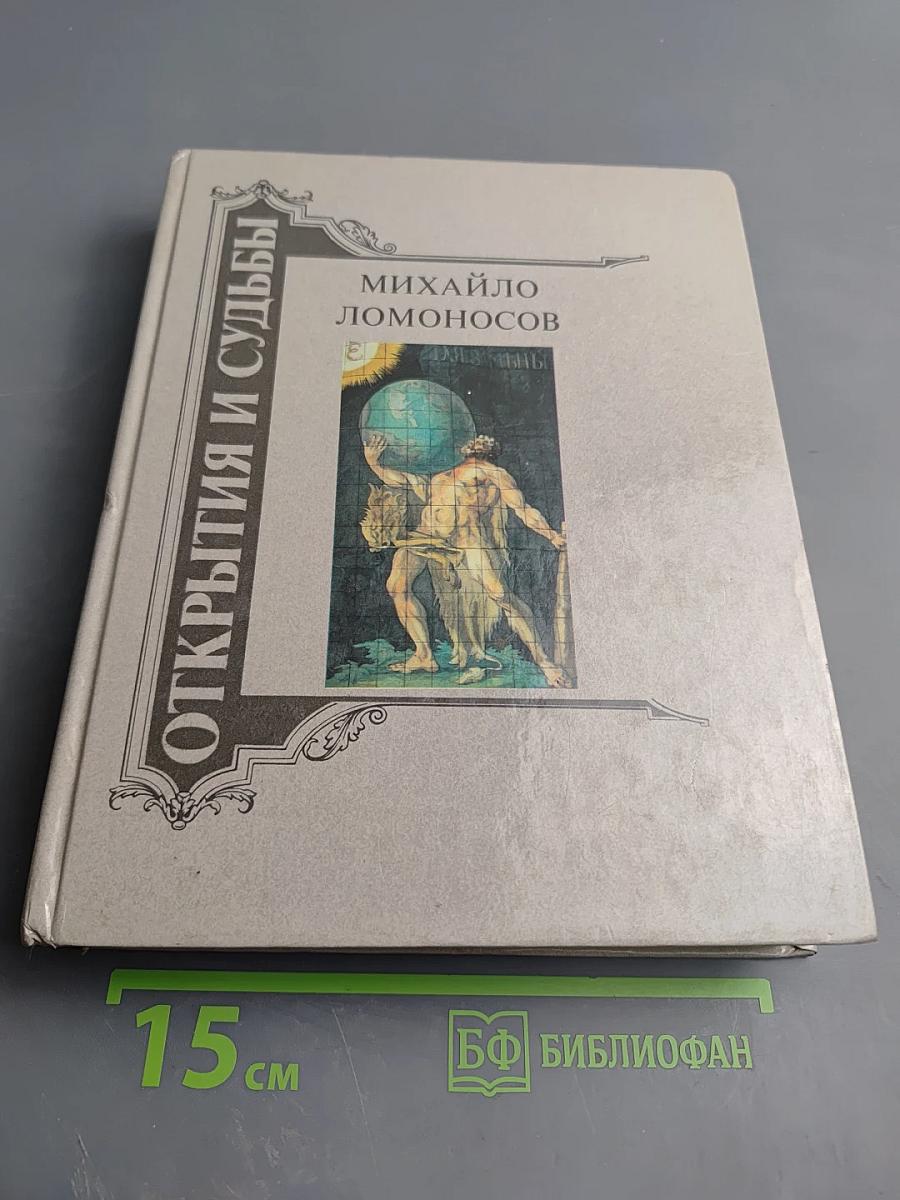 ОТКРЫТИЯ И СУДЬБЫ
МИХАЙЛО
ЛОМОНОСОВ
15 см
БФ БИБЛИОФАН